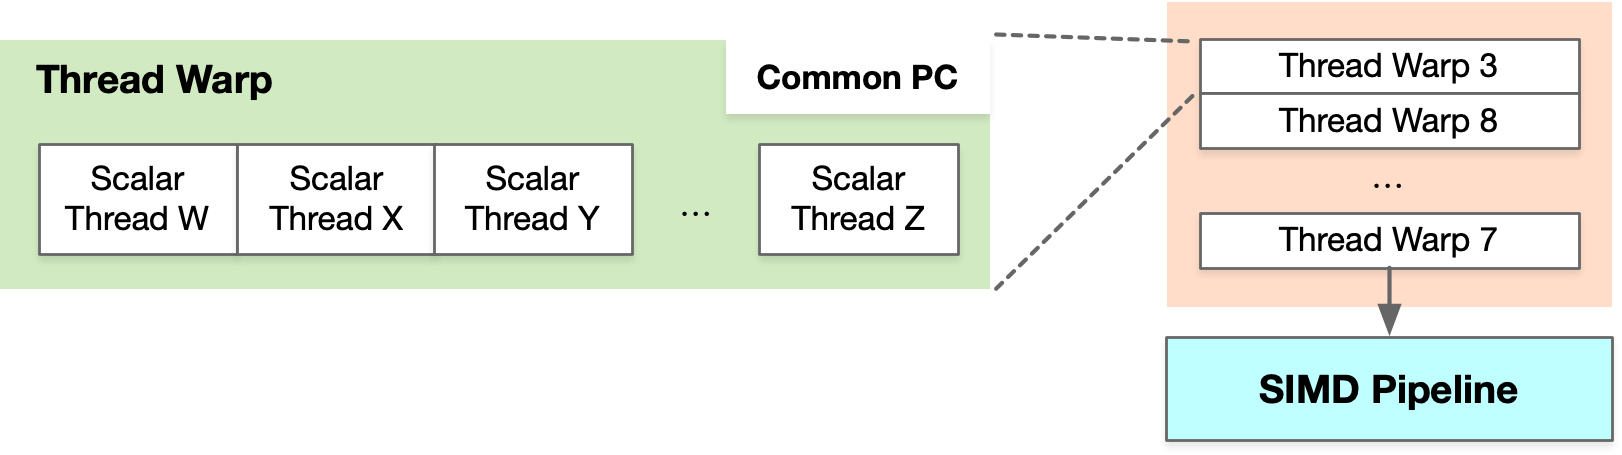 Thread Warp
Common PC
Scalar
Thread W
Scalar
Thread X
Scalar
Thread Y
...
Scalar
Thread Z
Thread Warp 3
Thread Warp 8
...
Thread Warp 7
SIMD Pipeline